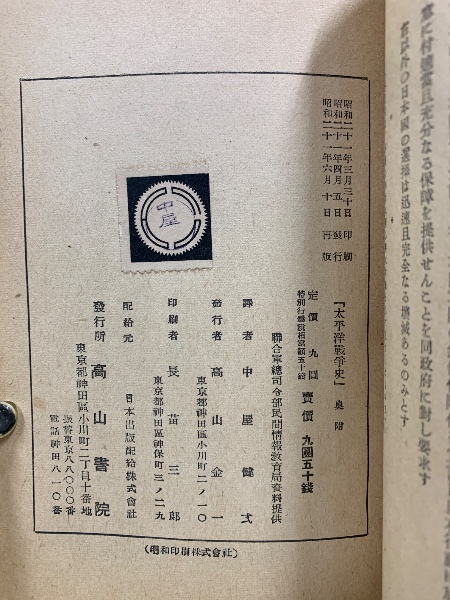 意に付適當且充分なる保障を提供せんことを同政府に對し要求す
右以外の日本國の選擇は迅速且完全なる壞滅あるのみとす
昭和二十一年三月三十日 印刷
昭和二十一年四月五日 發行
昭和二十一年六月十日 再版
『太平洋戰爭史』 奥附
定價 九圓 賣價 九圓五十錢
特別行爲税相當額五十錢
聯合軍總司令部民間情報教育局資料提供
譯者 中屋健弌
發行者 高山金一
東京都神田區小川町二ノ一〇
印刷者 長苗三郎
東京都神田區神保町三ノ二九
配給元 日本出版配給株式會社
發行所 高山書院
東京都神田區小川町二丁目十番地
振替東京八八〇〇〇番
電話神田八一〇番
中屋
(昭和印刷株式會社)